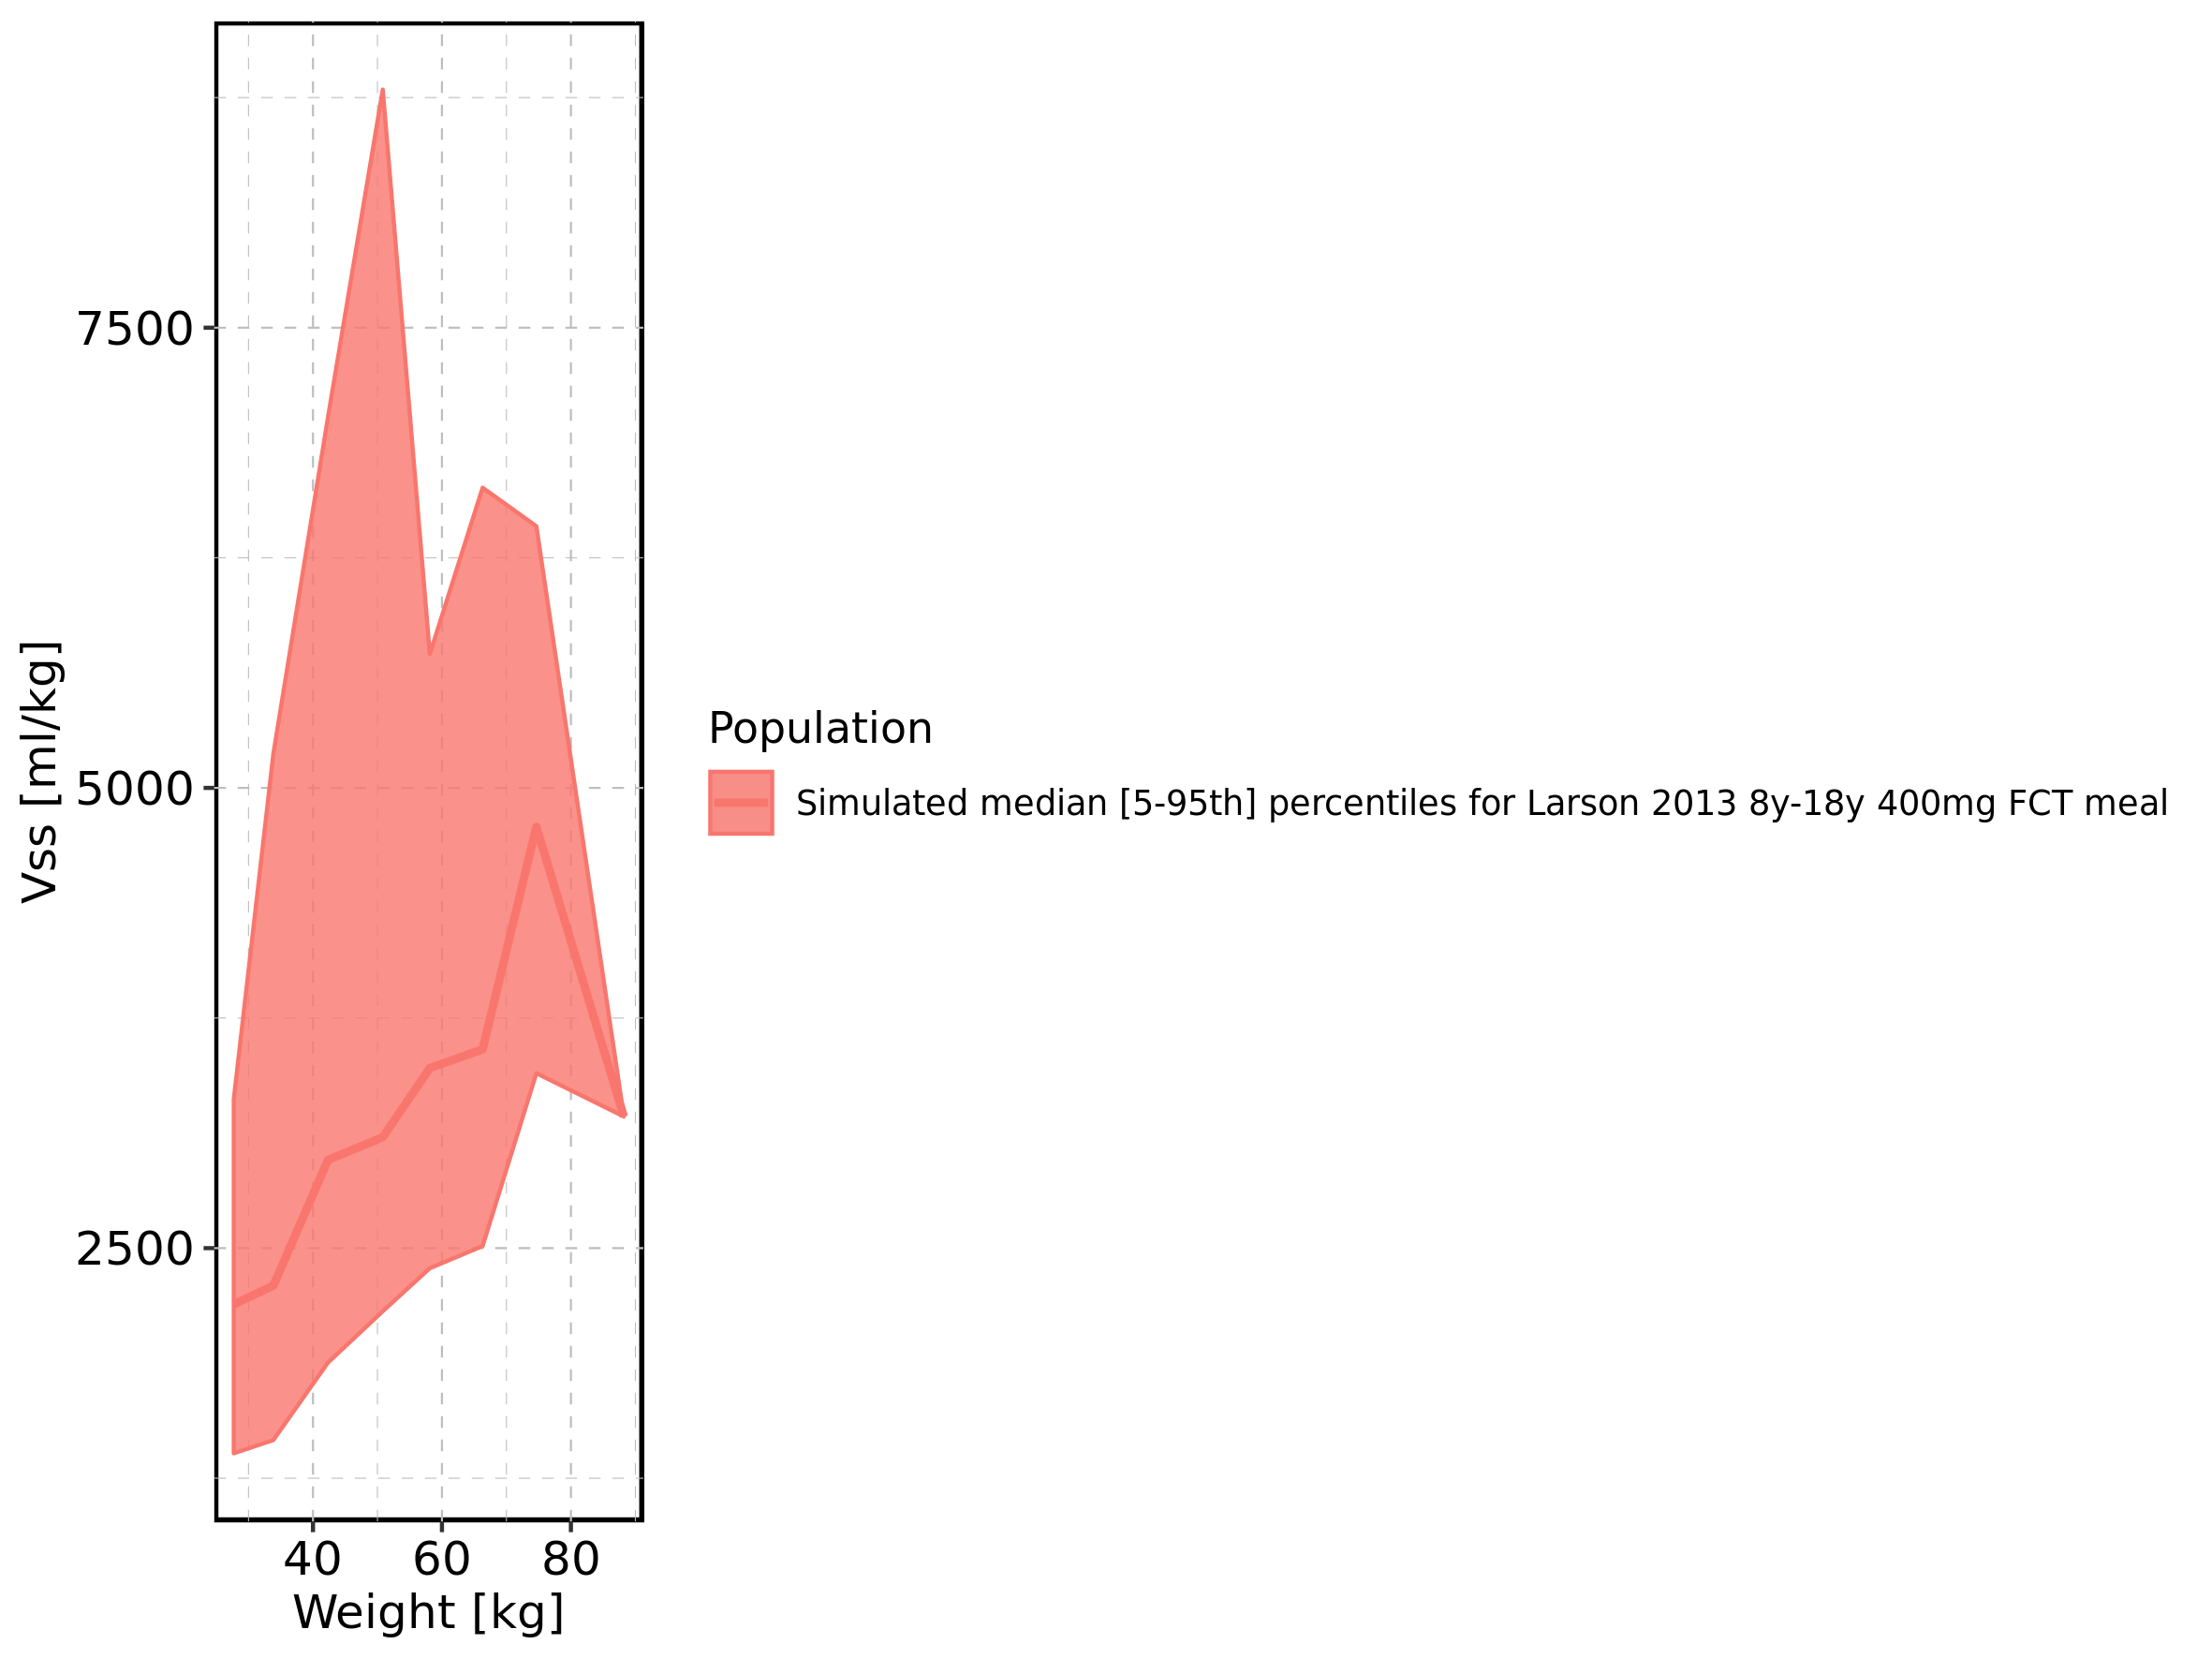 Vss [ml/kg]
7500
5000
2500
40 60 80
Weight [kg]
Population
Simulated median [5-95th] percentiles for Larson 2013 8y-18y 400mg FCT meal